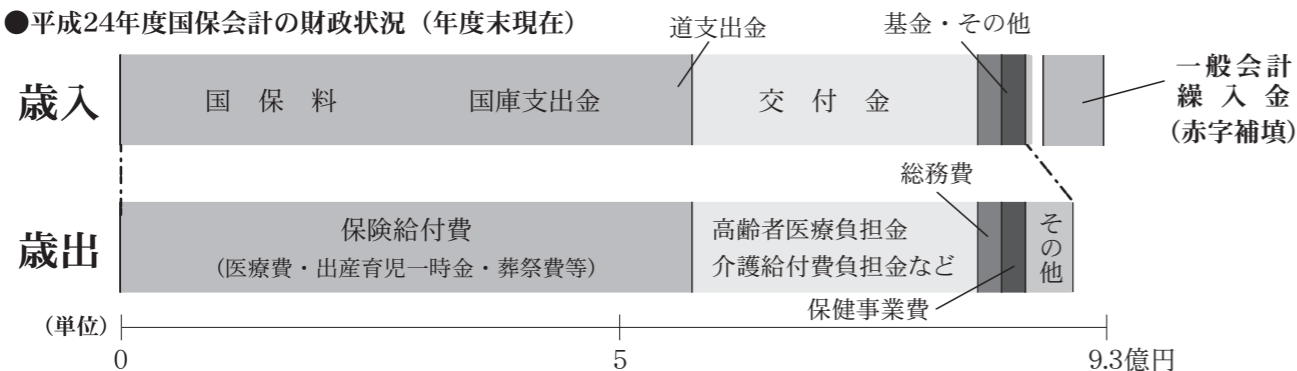 ●平成24年度国保会計の財政状況（年度末現在）
道支出金
基金・その他
歳入
国保料
国庫支出金
交付金
一般会計
繰入金
（赤字補填）
総務費
歳出
保険給付費
（医療費・出産育児一時金・葬祭費等）
高齢者医療負担金
介護給付費負担金など
その他
保健事業費
（単位）
0
5
9.3億円